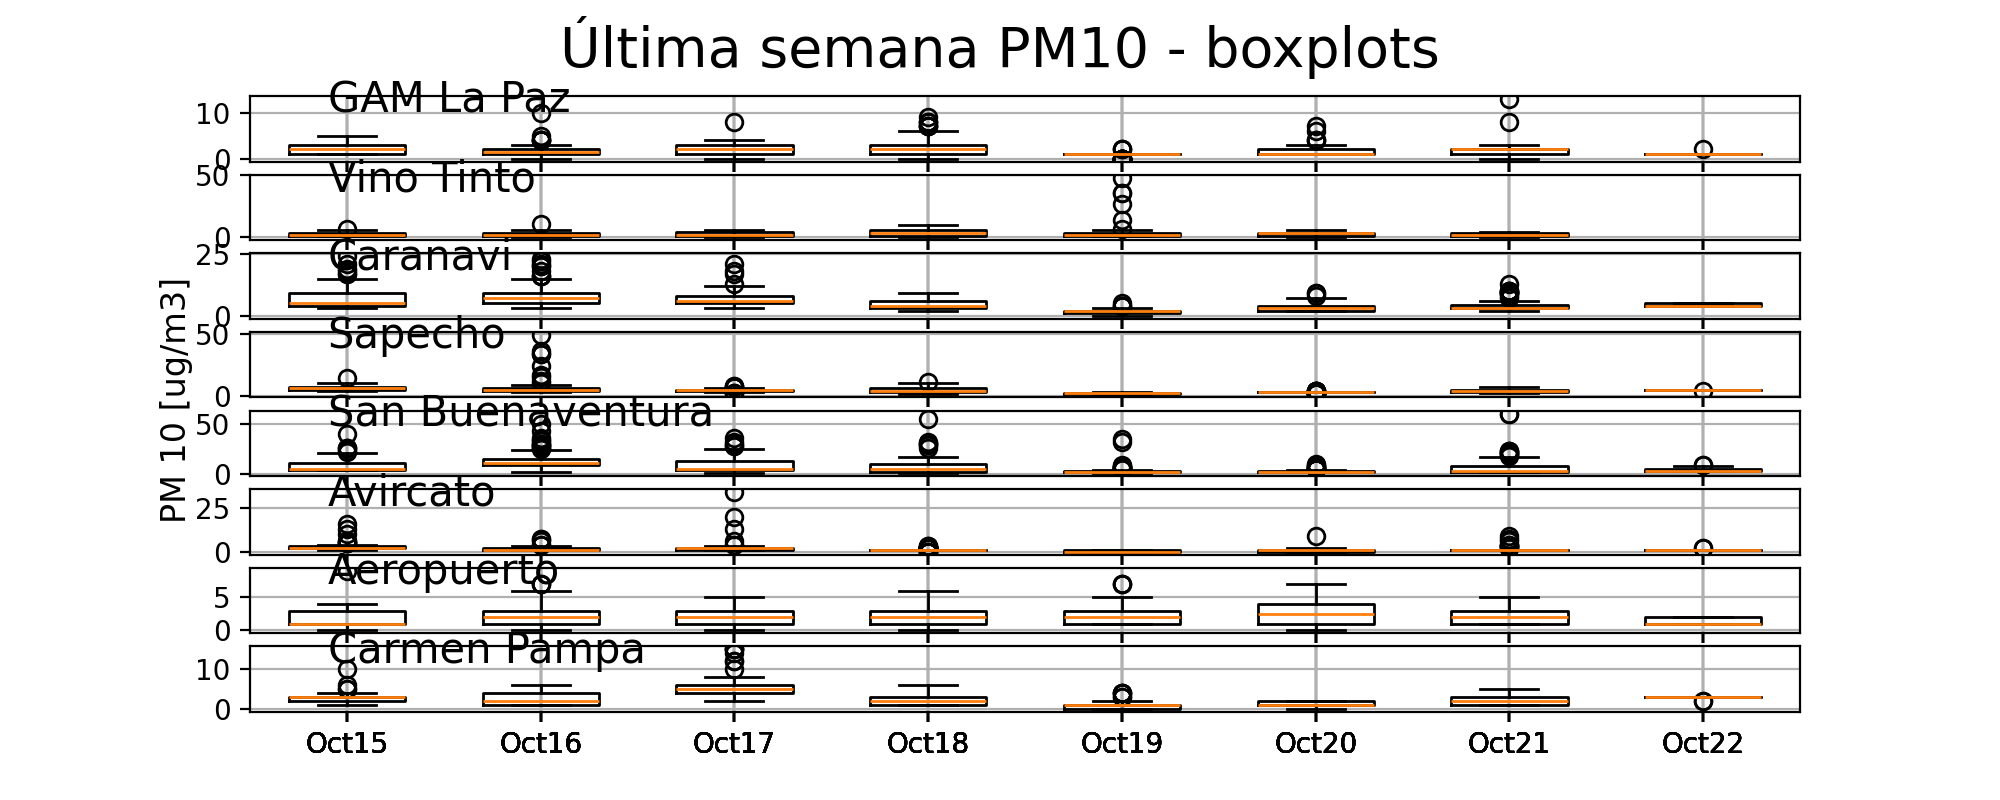 Última semana PM10 - boxplots
GAM La Paz
10
0
Vino Tinto
50
0
Caranavi
25
0
Sapecho
50
0
San Buenaventura
50
0
Avircato
25
0
Aeropuerto
5
0
Carmen Pampa
10
0
PM 10 [ug/m3]
Oct15 Oct16 Oct17 Oct18 Oct19 Oct20 Oct21 Oct22